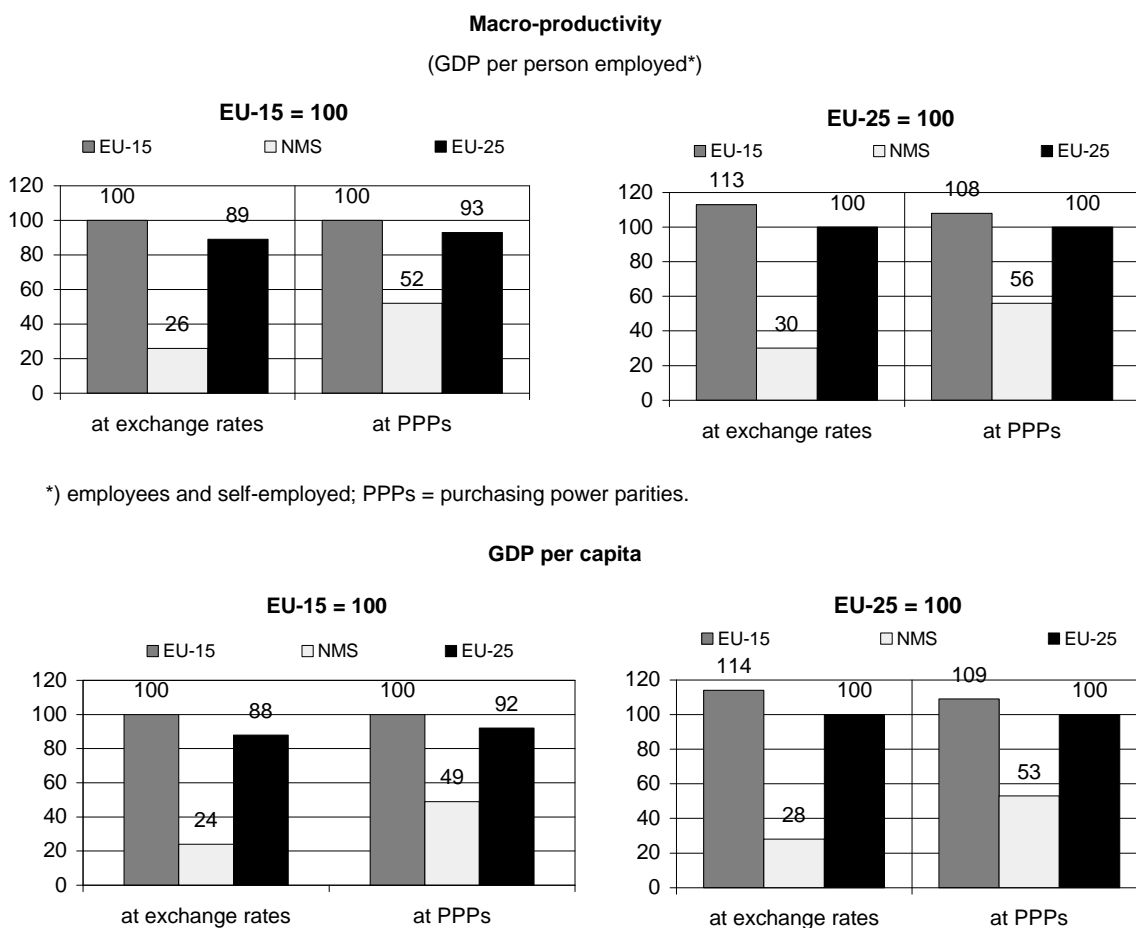 Macro-productivity
(GDP per person employed*)
EU-15 = 100
EU-15 NMS EU-25
100 26 89 100 52 93
120
100
80
60
40
20
0
at exchange rates at PPPs
EU-25 = 100
EU-15 NMS EU-25
113 30 100 108 56 100
120
100
80
60
40
20
0
at exchange rates at PPPs
*) employees and self-employed; PPPs = purchasing power parities.
GDP per capita
EU-15 = 100
EU-15 NMS EU-25
100 24 88 100 49 92
120
100
80
60
40
20
0
at exchange rates at PPPs
EU-25 = 100
EU-15 NMS EU-25
114 28 100 109 53 100
120
100
80
60
40
20
0
at exchange rates at PPPs